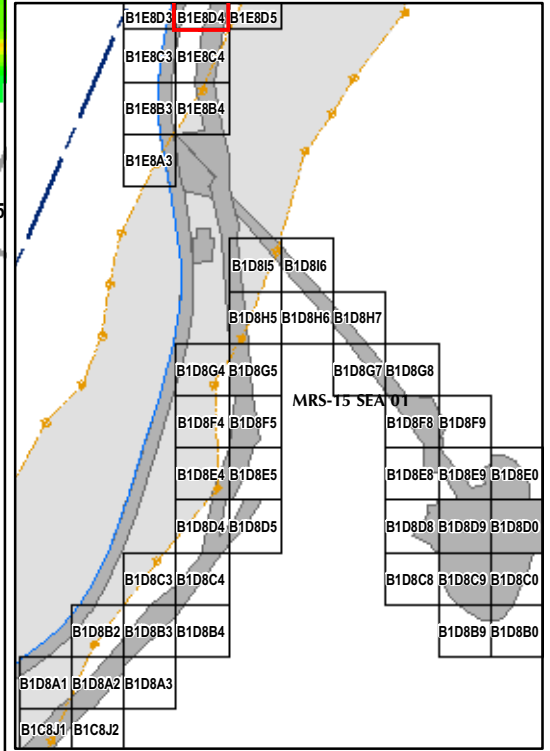 B1E8D3 B1E8D4 B1E8D5
B1E8C3 B1E8C4
B1E8B3 B1E8B4
B1E8A3
5
B1D8I5 B1D8I6
B1D8H5 B1D8H6 B1D8H7
B1D8G4 B1D8G5 B1D8G7 B1D8G8
MRS-15 SEA 01
B1D8F4 B1D8F5 B1D8F8 B1D8F9
B1D8E4 B1D8E5 B1D8E8 B1D8E9 B1D8E0
B1D8D4 B1D8D5 B1D8D8 B1D8D9 B1D8D0
B1D8C3 B1D8C4 B1D8C8 B1D8C9 B1D8C0
B1D8B2 B1D8B3 B1D8B4 B1D8B9 B1D8B0
B1D8A1 B1D8A2 B1D8A3
B1C8J1 B1C8J2